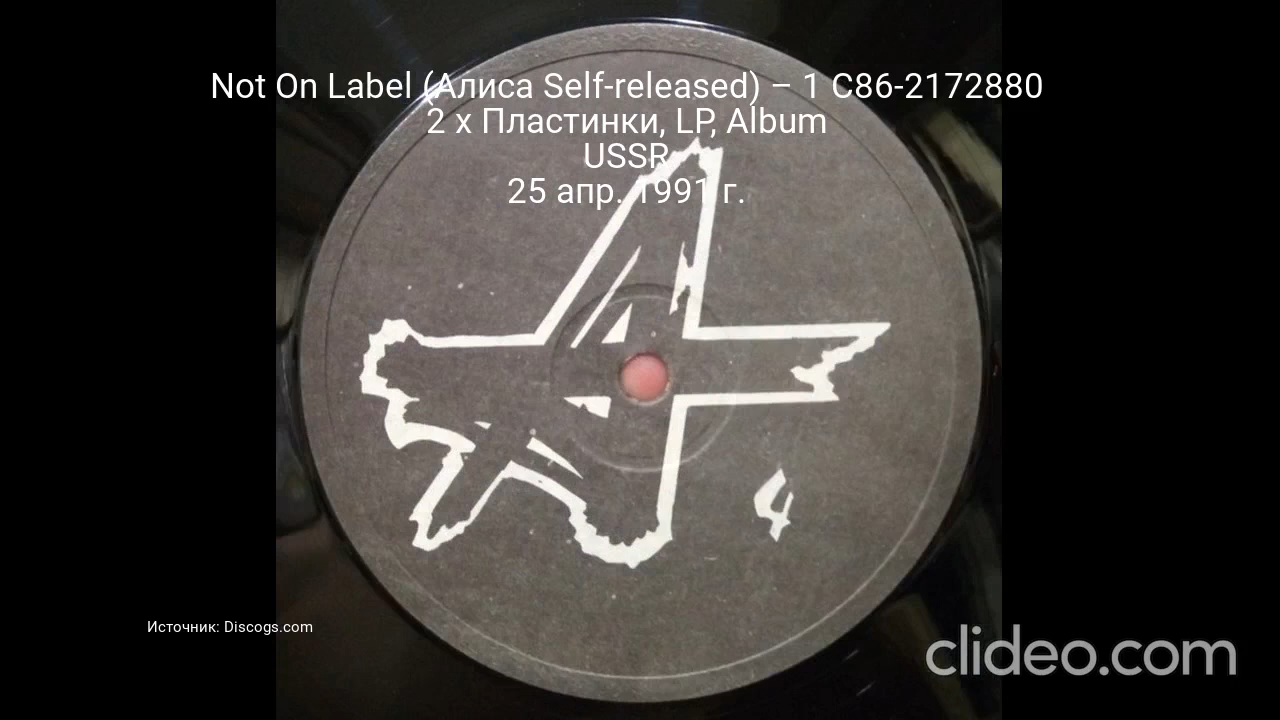 Not On Label (Алиса Self-released) – 1 C86-2172880
2 x Пластинки, LP, Album
USSR
25 апр. 1991 г.
4
Источник: Discogs.com
clideo.com